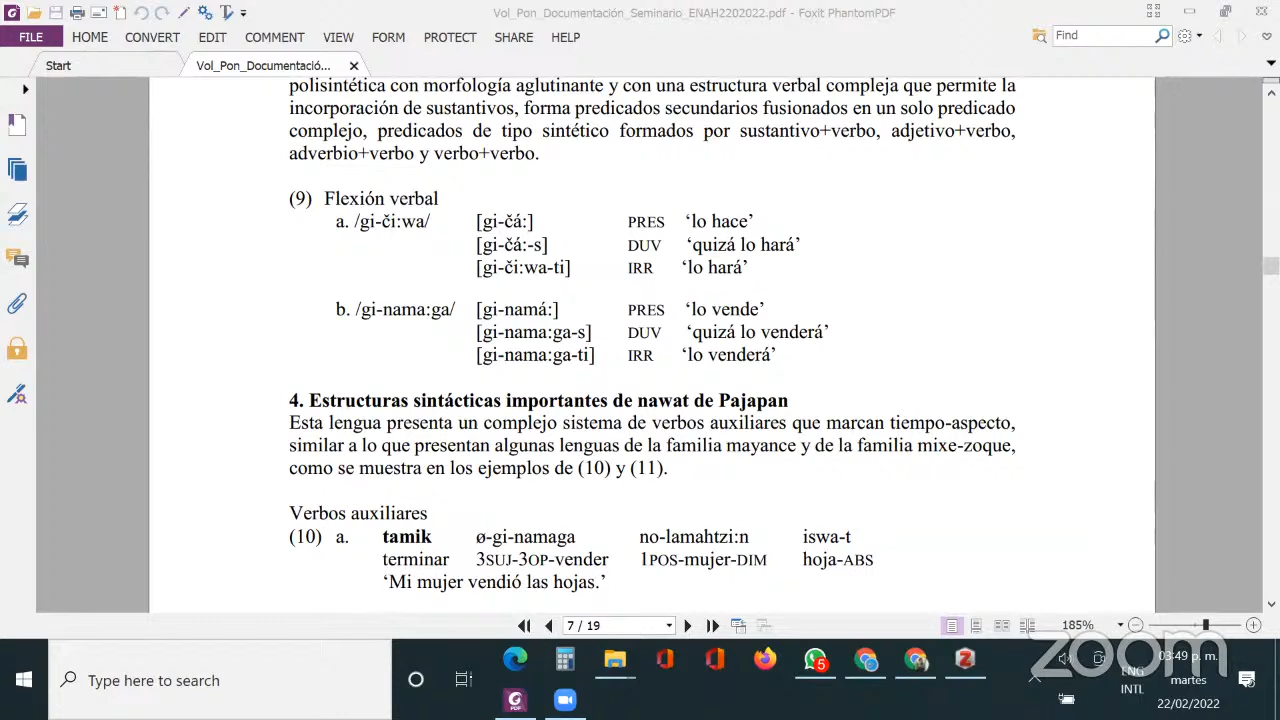 Vol_Pon_Documentación_Seminario_ENAH2202022.pdf - Foxit PhantomPDF
FILE HOME CONVERT EDIT COMMENT VIEW FORM PROTECT SHARE HELP Find
Start Vol_Pon_Documentació...
polisintética con morfología aglutinante y con una estructura verbal compleja que permite la
incorporación de sustantivos, forma predicados secundarios fusionados en un solo predicado
complejo, predicados de tipo sintético formados por sustantivo+verbo, adjetivo+verbo,
adverbio+verbo y verbo+verbo.
(9) Flexión verbal
a. /gi-či:wa/ [gi-čá:] PRES ‘lo hace’
[gi-čá:-s] DUV ‘quizá lo hará’
[gi-či:wa-ti] IRR ‘lo hará’
b. /gi-nama:ga/ [gi-namá:] PRES ‘lo vende’
[gi-nama:ga-s] DUV ‘quizá lo venderá’
[gi-nama:ga-ti] IRR ‘lo venderá’
4. Estructuras sintácticas importantes de nawat de Pajapan
Esta lengua presenta un complejo sistema de verbos auxiliares que marcan tiempo-aspecto,
similar a lo que presentan algunas lenguas de la familia mayance y de la familia mixe-zoque,
como se muestra en los ejemplos de (10) y (11).
Verbos auxiliares
(10) a. tamik ø-gi-namaga no-lamahtzi:n iswa-t
terminar 3SUJ-3OP-vender 1POS-mujer-DIM hoja-ABS
‘Mi mujer vendió las hojas.’
7 / 19 185%
zoom
Type here to search 5 ENG INTL 03:49 p. m.
martes
22/02/2022
PDF